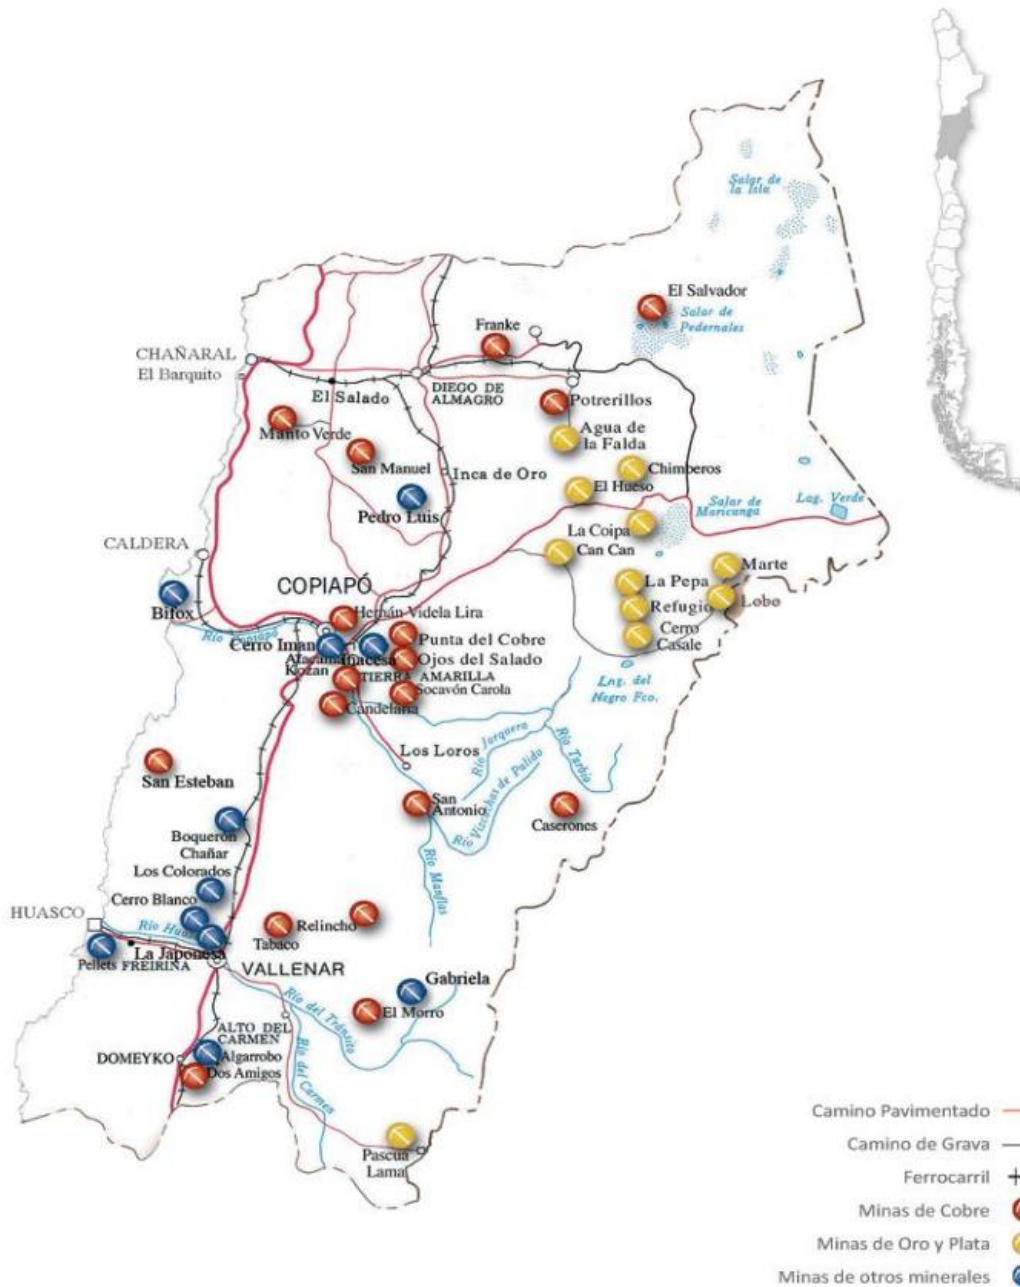 Salar de
la Isla
El Salvador
Salar de
Pedernales
Franke
CHAÑARAL
El Barquito
El Salado
DIEGO DE
ALMAGRO
Potrerillos
Manto Verde
Agua de
la Falda
San Manuel
Inca de Oro
Chimberos
El Hueso
Pedro Luis
Salar de
Maricunga
Lag. Verde
La Coipa
CALDERA
Can Can
Marte
COPIAPÓ
La Pepa
Bifox
Lobo
Hernán Videla Lira
Refugio
Río Copiapó
Cerro Iman
Punta del Cobre
Cerro
Casale
Atacama
Kozan
Ojos del Salado
TIERRA AMARILLA
Lng. del
Negro Fco.
Socavón Carola
Candelaria
Río Jorquera
Río Turbio
Los Loros
San Esteban
San
Antonio
Caserones
Boqueron
Chañar
Río Manflas
Los Colorados
Cerro Blanco
HUASCO
Río
Relincho
Tabaco
La Japonesa
Pellets
FREIRINA
VALLENAR
Gabriela
Río del Tránsito
El Morro
ALTO DEL
CARMEN
DOMEYKO
Algarrobo
Dos Amigos
Río del Carmen
Pascua
Lama
Camino Pavimentado
Camino de Grava
Ferrocarril
Minas de Cobre
Minas de Oro y Plata
Minas de otros minerales